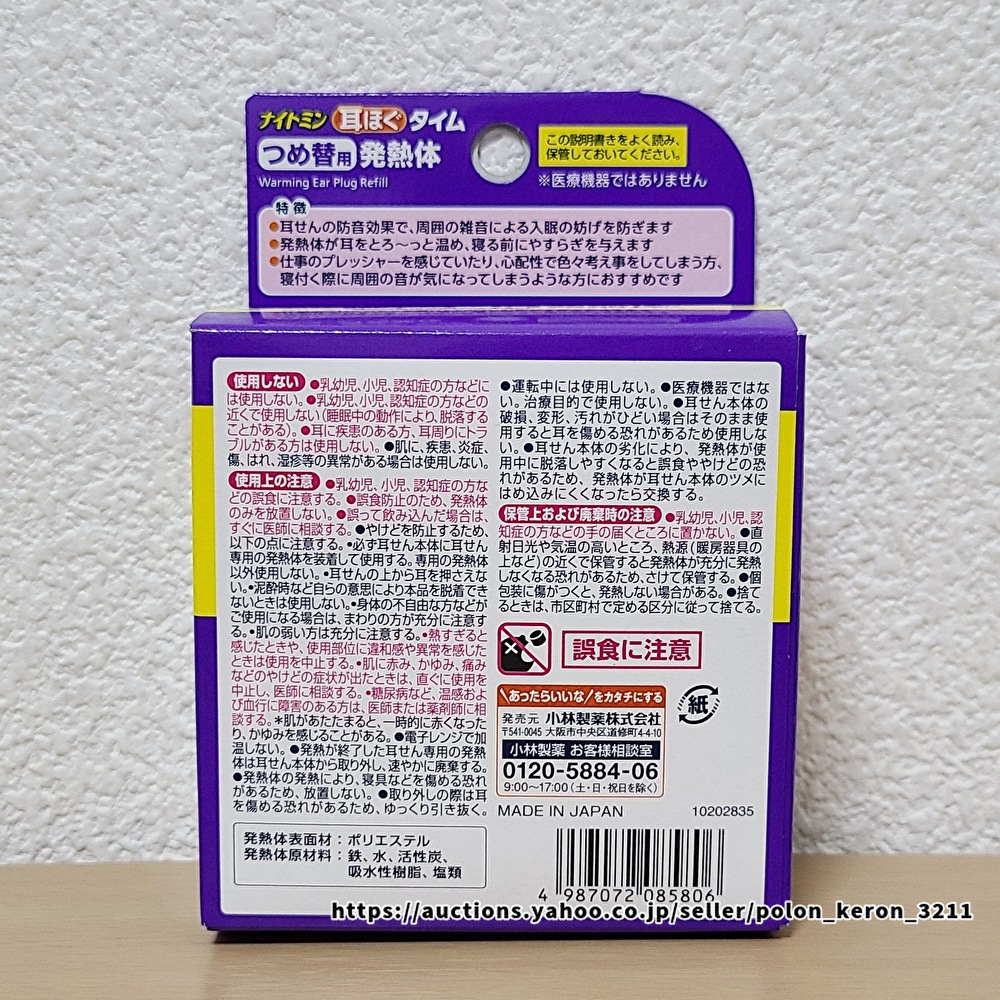 ナイトミン 耳ほぐタイム
つめ替用 発熱体
Warming Ear Plug Refill
この説明書きをよく読み、
保管しておいてください。
※医療機器ではありません
特徴
●耳せんの防音効果で、周囲の雑音による入眠の妨げを防ぎます
●発熱体が耳をとろ～っと温め、寝る前にやすらぎを与えます
●仕事のプレッシャーを感じていたり、心配性で色々考え事をしてしまう方、
寝付く際に周囲の音が気になってしまうような方におすすめです
使用しない ●乳幼児、小児、認知症の方などに
は使用しない。●乳幼児、小児、認知症の方などの
近くで使用しない(睡眠中の動作により、脱落する
ことがある)。●耳に疾患のある方、耳周りにトラ
ブルがある方は使用しない。●肌に、疾患、炎症、
傷、はれ、湿疹等の異常がある場合は使用しない。
使用上の注意 ●乳幼児、小児、認知症の方な
どの誤食に注意する。●誤食防止のため、発熱体
のみを放置しない。●誤って飲み込んだ場合は、
すぐに医師に相談する。●やけどを防止するため、
以下の点に注意する。・必ず耳せん本体に耳せん
専用の発熱体を装着して使用する。専用の発熱体
以外使用しない。・耳せんの上から耳を押さえな
い。・泥酔時など自らの意思により本品を脱着でき
ないときは使用しない。・身体の不自由な方などが
ご使用になる場合は、まわりの方が充分に注意す
る。・肌の弱い方は充分に注意する。・熱すぎると
感じたときや、使用部位に違和感や異常を感じた
ときは使用を中止する。・肌に赤み、かゆみ、痛み
などのやけどの症状が出たときは、直ぐに使用を
中止し、医師に相談する。・糖尿病など、温感およ
び血行に障害のある方は、医師または薬剤師に相
談する。＊肌があたたまると、一時的に赤くなった
り、かゆみを感じることがある。●電子レンジで加
温しない。●発熱が終了した耳せん専用の発熱
体は耳せん本体から取り外し、速やかに廃棄する。
●発熱体の発熱により、寝具などを傷める恐れ
があるため、放置しない。●取り外しの際は耳
を傷める恐れがあるため、ゆっくり引き抜く。
発熱体表面材：ポリエステル
発熱体原材料：鉄、水、活性炭、
吸水性樹脂、塩類
●運転中には使用しない。●医療機器ではな
い。治療目的で使用しない。●耳せん本体の
破損、変形、汚れがひどい場合はそのまま使
用すると耳を傷める恐れがあるため使用しな
い。●耳せん本体の劣化により、発熱体が使
用中に脱落しやすくなると誤食ややけどの恐
れがあるため、発熱体が耳せん本体のツメに
はめ込みにくくなったら交換する。
保管上および廃棄時の注意 ●乳幼児、小児、認
知症の方などの手の届くところに置かない。●直
射日光や気温の高いところ、熱源(暖房器具の
上など)の近くで保管すると発熱体が充分に発熱
しなくなる恐れがあるため、さけて保管する。●個
包装に傷がつくと、発熱しない場合がある。●捨て
るときは、市区町村で定める区分に従って捨てる。
誤食に注意
あったらいいな をカタチにする
発売元 小林製薬株式会社
〒541-0045 大阪市中央区道修町4-4-10
小林製薬 お客様相談室
0120-5884-06
9:00～17:00(土・日・祝日を除く)
紙
MADE IN JAPAN 10202835
4 987072 085806
https://auctions.yahoo.co.jp/seller/polon_keron_3211